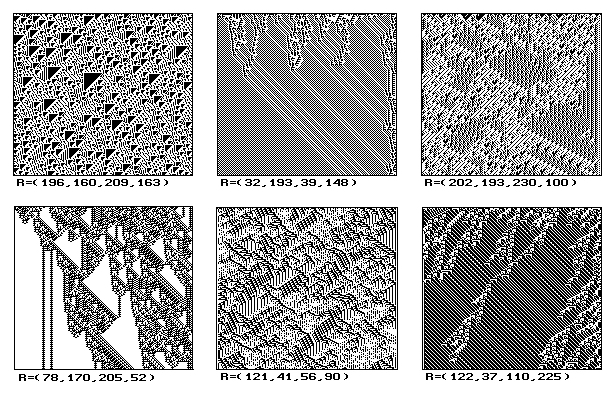 R=(196,160,209,163)
R=(32,193,39,148)
R=(202,193,230,100)
R=(78,170,205,52)
R=(121,41,56,90)
R=(122,37,110,225)